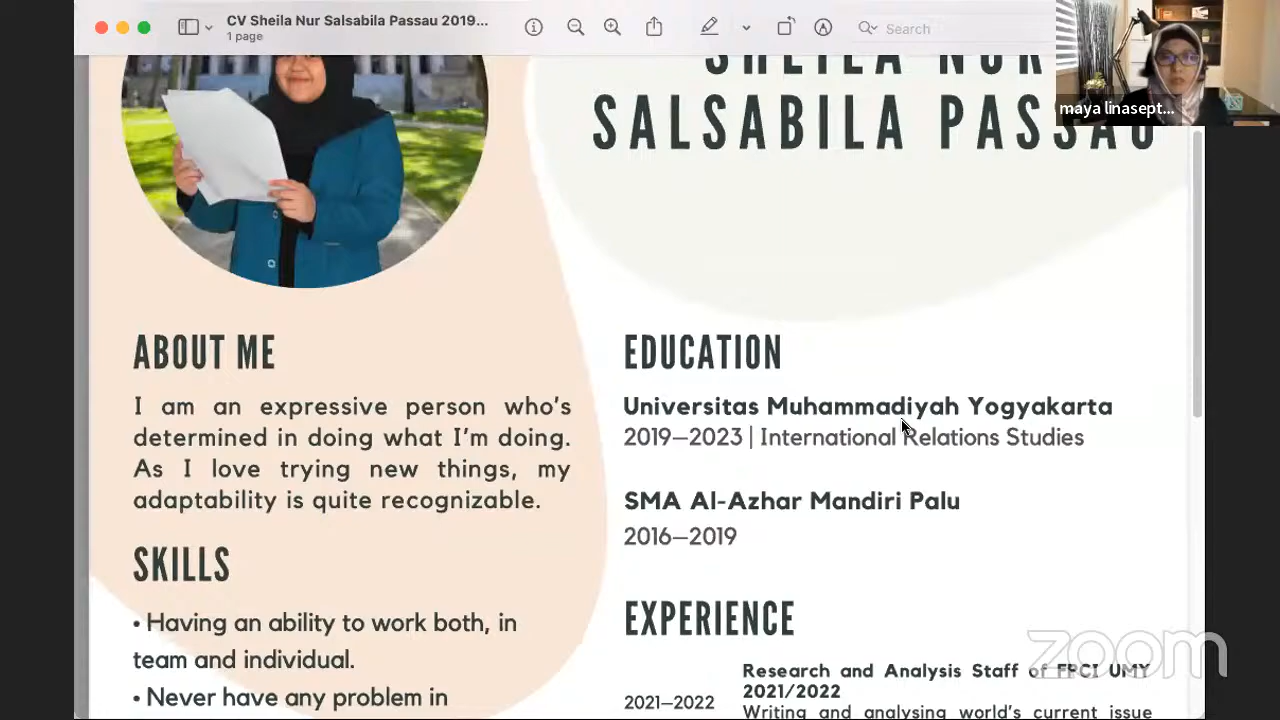 CV Sheila Nur Salsabila Passau 2019...
1 page
Search
maya linasept...
SHEILA NUR
SALSABILA PASSAU
ABOUT ME
I am an expressive person who's
determined in doing what I'm doing.
As I love trying new things, my
adaptability is quite recognizable.
SKILLS
• Having an ability to work both, in
team and individual.
• Never have any problem in
EDUCATION
Universitas Muhammadiyah Yogyakarta
2019–2023 | International Relations Studies
SMA Al-Azhar Mandiri Palu
2016–2019
EXPERIENCE
Research and Analysis Staff of FPCI UMY
2021/2022
2021–2022
Writing and analysing world's current issue
zoom